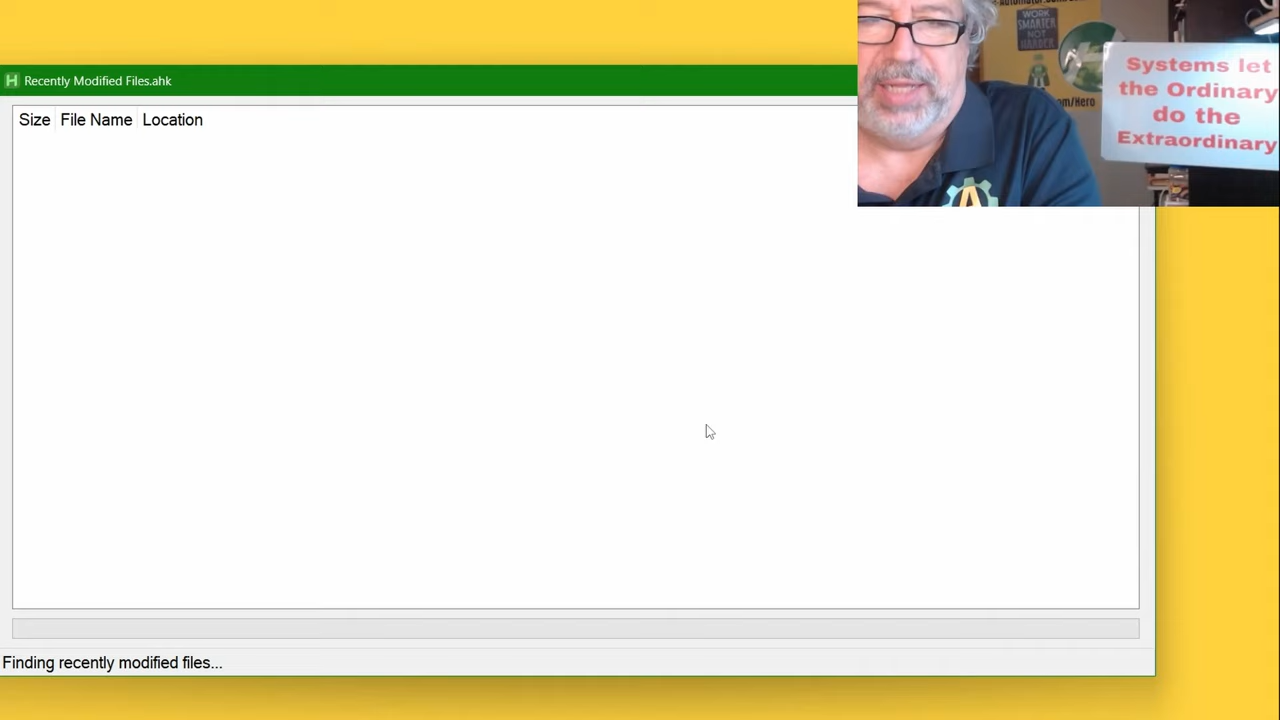 Recently Modified Files.ahk
Size File Name Location
Finding recently modified files...
WORK
SMARTER
NOT
HARDER
Systems let
the Ordinary
do the
Extraordinary